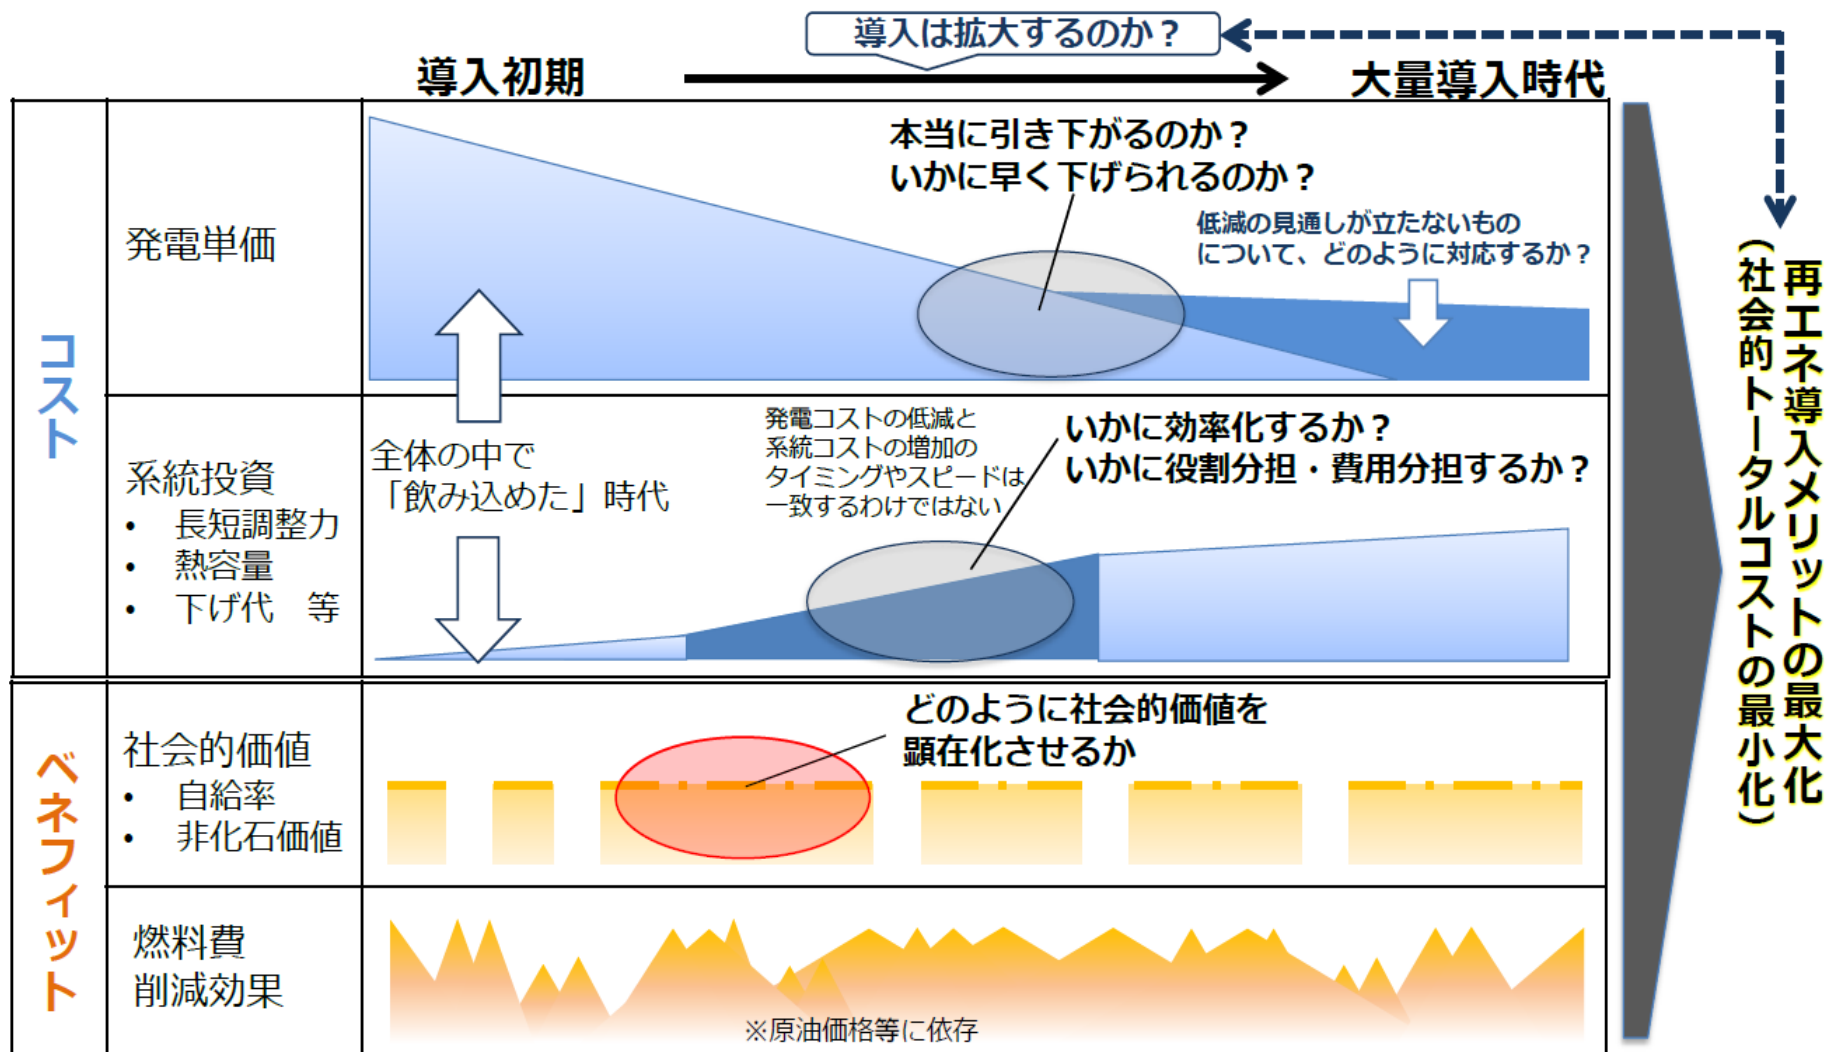 導入は拡大するのか？
導入初期
大量導入時代
コスト
発電単価
本当に引き下がるのか？
いかに早く下げられるのか？
低減の見通しが立たないもの
について、どのように対応するか？
系統投資
• 長短調整力
• 熱容量
• 下げ代　等
全体の中で
「飲み込めた」時代
発電コストの低減と
系統コストの増加の
タイミングやスピードは
一致するわけではない
いかに効率化するか？
いかに役割分担・費用分担するか？
ベネフィット
社会的価値
• 自給率
• 非化石価値
どのように社会的価値を
顕在化させるか
燃料費
削減効果
※原油価格等に依存
再エネ導入メリットの最大化
（社会的トータルコストの最小化）